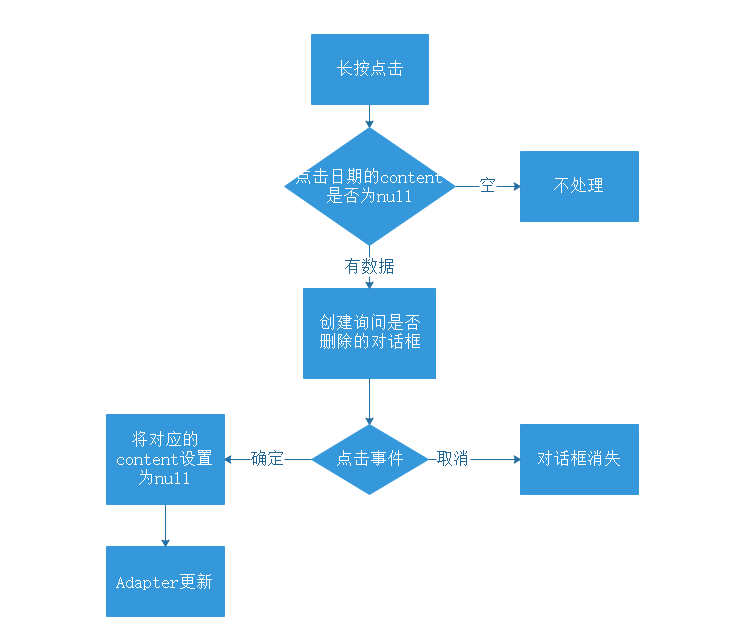 长按点击
点击日期的content
是否为null
空
不处理
有数据
创建询问是否
删除的对话框
将对应的
content设置
为null
确定
点击事件
取消
对话框消失
Adapter更新